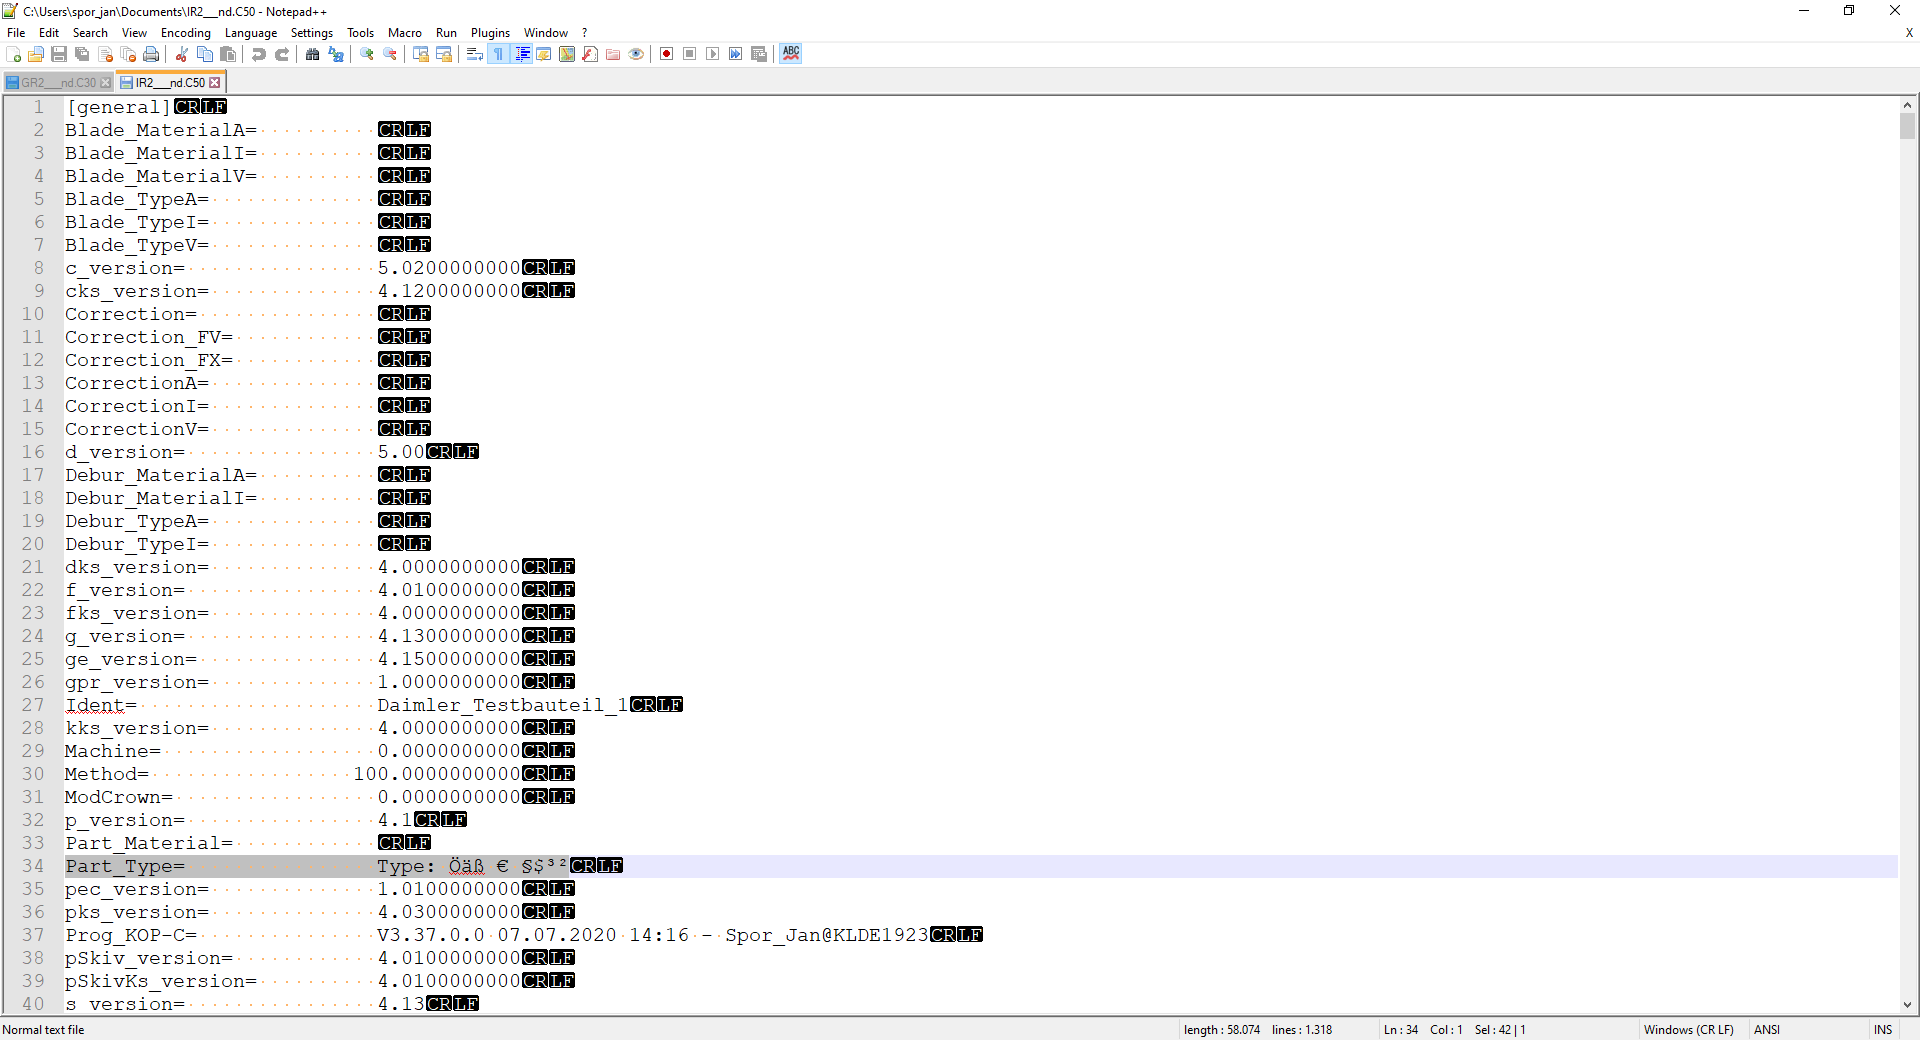 C:\Users\spor_jan\Documents\IR2___nd.C50 - Notepad++
File Edit Search View Encoding Language Settings Tools Macro Run Plugins Window ? X
GR2___nd.C30 IR2___nd.C50
1 [general]CRLF
2 Blade_MaterialA= CRLF
3 Blade_MaterialI= CRLF
4 Blade_MaterialV= CRLF
5 Blade_TypeA= CRLF
6 Blade_TypeI= CRLF
7 Blade_TypeV= CRLF
8 c_version= 5.0200000000CRLF
9 cks_version= 4.1200000000CRLF
10 Correction= CRLF
11 Correction_FV= CRLF
12 Correction_FX= CRLF
13 CorrectionA= CRLF
14 CorrectionI= CRLF
15 CorrectionV= CRLF
16 d_version= 5.00CRLF
17 Debur_MaterialA= CRLF
18 Debur_MaterialI= CRLF
19 Debur_TypeA= CRLF
20 Debur_TypeI= CRLF
21 dks_version= 4.0000000000CRLF
22 f_version= 4.0100000000CRLF
23 fks_version= 4.0000000000CRLF
24 g_version= 4.1300000000CRLF
25 ge_version= 4.1500000000CRLF
26 gpr_version= 1.0000000000CRLF
27 Ident= Daimler_Testbauteil_1CRLF
28 kks_version= 4.0000000000CRLF
29 Machine= 0.0000000000CRLF
30 Method= 100.0000000000CRLF
31 ModCrown= 0.0000000000CRLF
32 p_version= 4.1CRLF
33 Part_Material= CRLF
34 Part_Type= Type: Öäß € §$³²CRLF
35 pec_version= 1.0100000000CRLF
36 pks_version= 4.0300000000CRLF
37 Prog_KOP-C= V3.37.0.0 07.07.2020 14:16 - Spor_Jan@KLDE1923CRLF
38 pSkiv_version= 4.0100000000CRLF
39 pSkivKs_version= 4.0100000000CRLF
40 s_version= 4.13CRLF
Normal text file length : 58.074 lines : 1.318 Ln : 34 Col : 1 Sel : 42 | 1 Windows (CR LF) ANSI INS